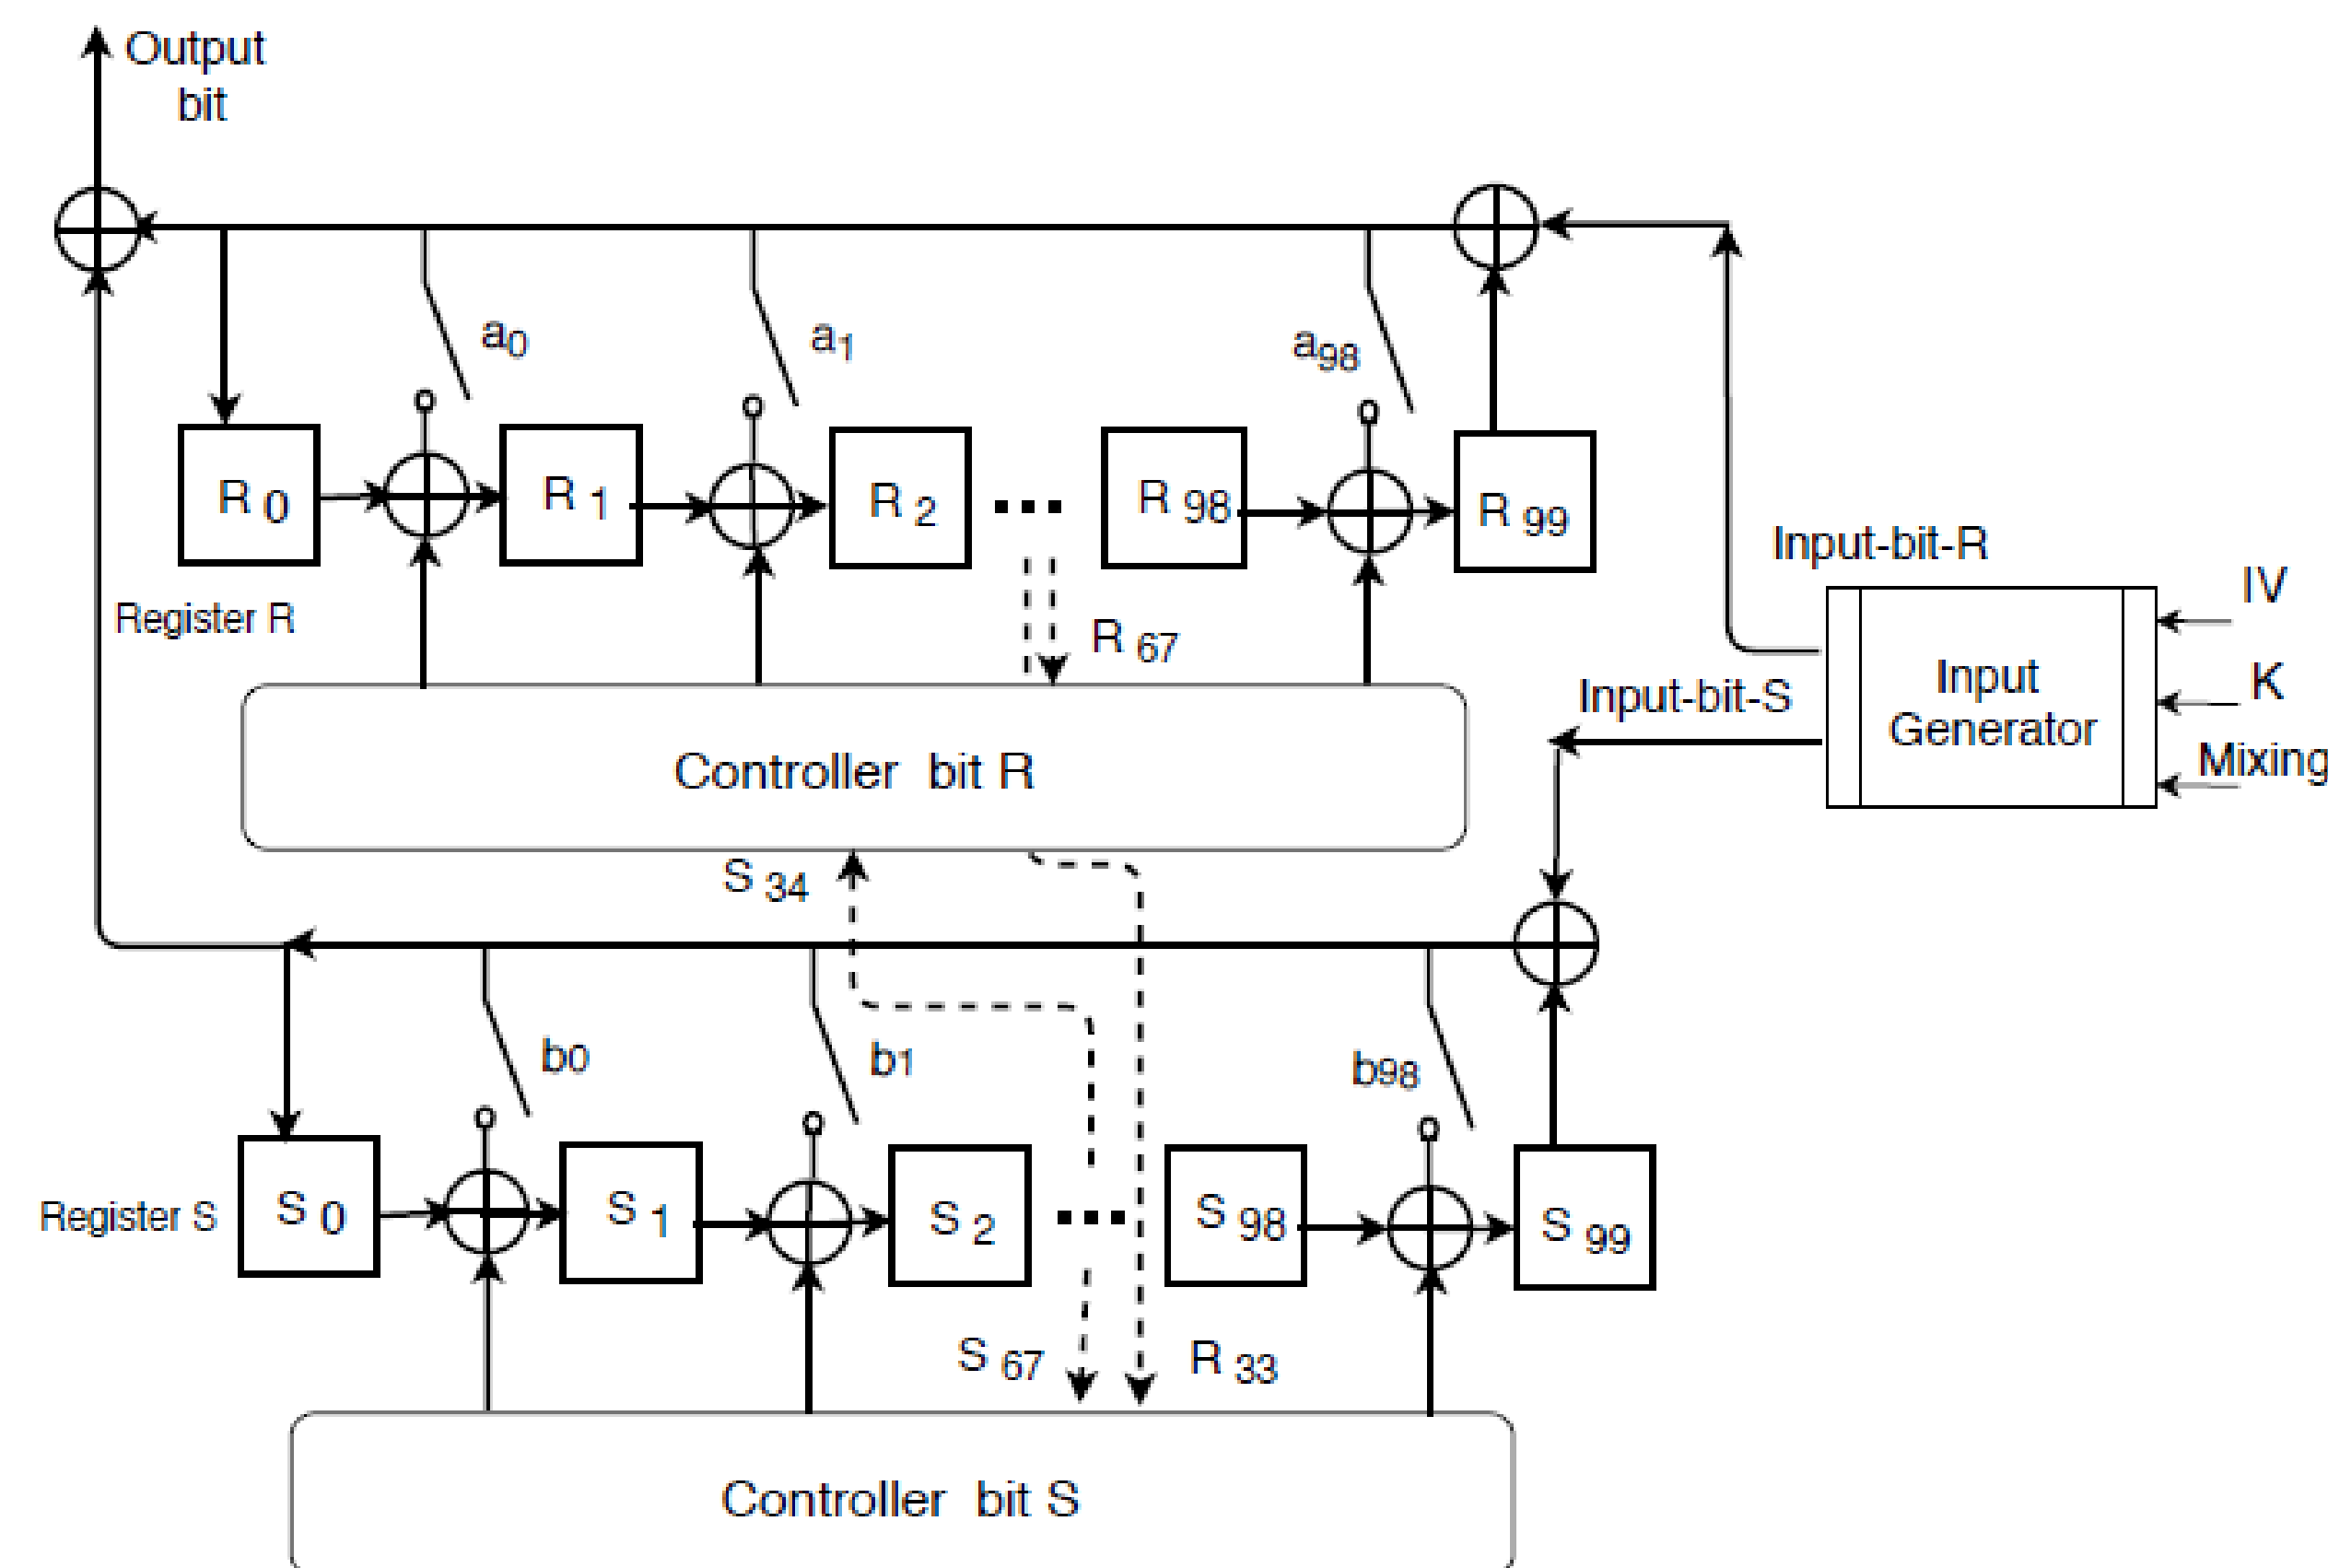 Output
bit
a0
a1
a98
R 0
R 1
R 2
R 98
R 99
Register R
R 67
Input-bit-R
IV
Input-bit-S
Input
Generator
K
Mixing
Controller bit R
S 34
b0
b1
b98
Register S
S 0
S 1
S 2
S 98
S 99
S 67
R 33
Controller bit S